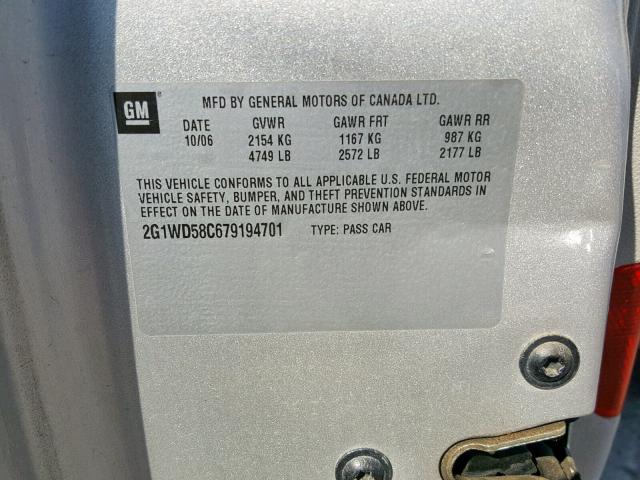 GM
MFD BY GENERAL MOTORS OF CANADA LTD.
DATE GVWR GAWR FRT GAWR RR
10/06 2154 KG 1167 KG 987 KG
4749 LB 2572 LB 2177 LB
THIS VEHICLE CONFORMS TO ALL APPLICABLE U.S. FEDERAL MOTOR
VEHICLE SAFETY, BUMPER, AND THEFT PREVENTION STANDARDS IN
EFFECT ON THE DATE OF MANUFACTURE SHOWN ABOVE.
2G1WD58C679194701 TYPE: PASS CAR